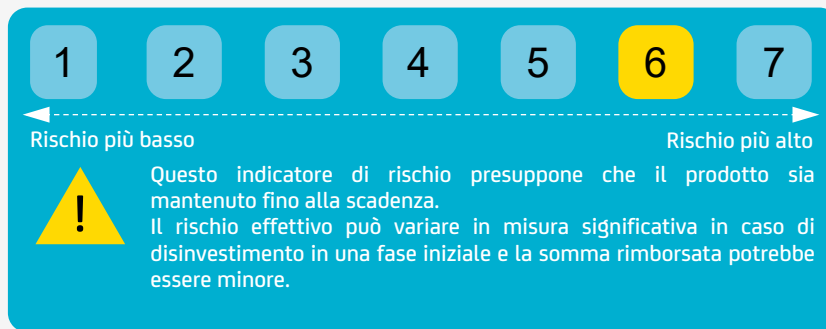 1 2 3 4 5 6 7
Rischio più basso Rischio più alto
! Questo indicatore di rischio presuppone che il prodotto sia
mantenuto fino alla scadenza.
Il rischio effettivo può variare in misura significativa in caso di
disinvestimento in una fase iniziale e la somma rimborsata potrebbe
essere minore.